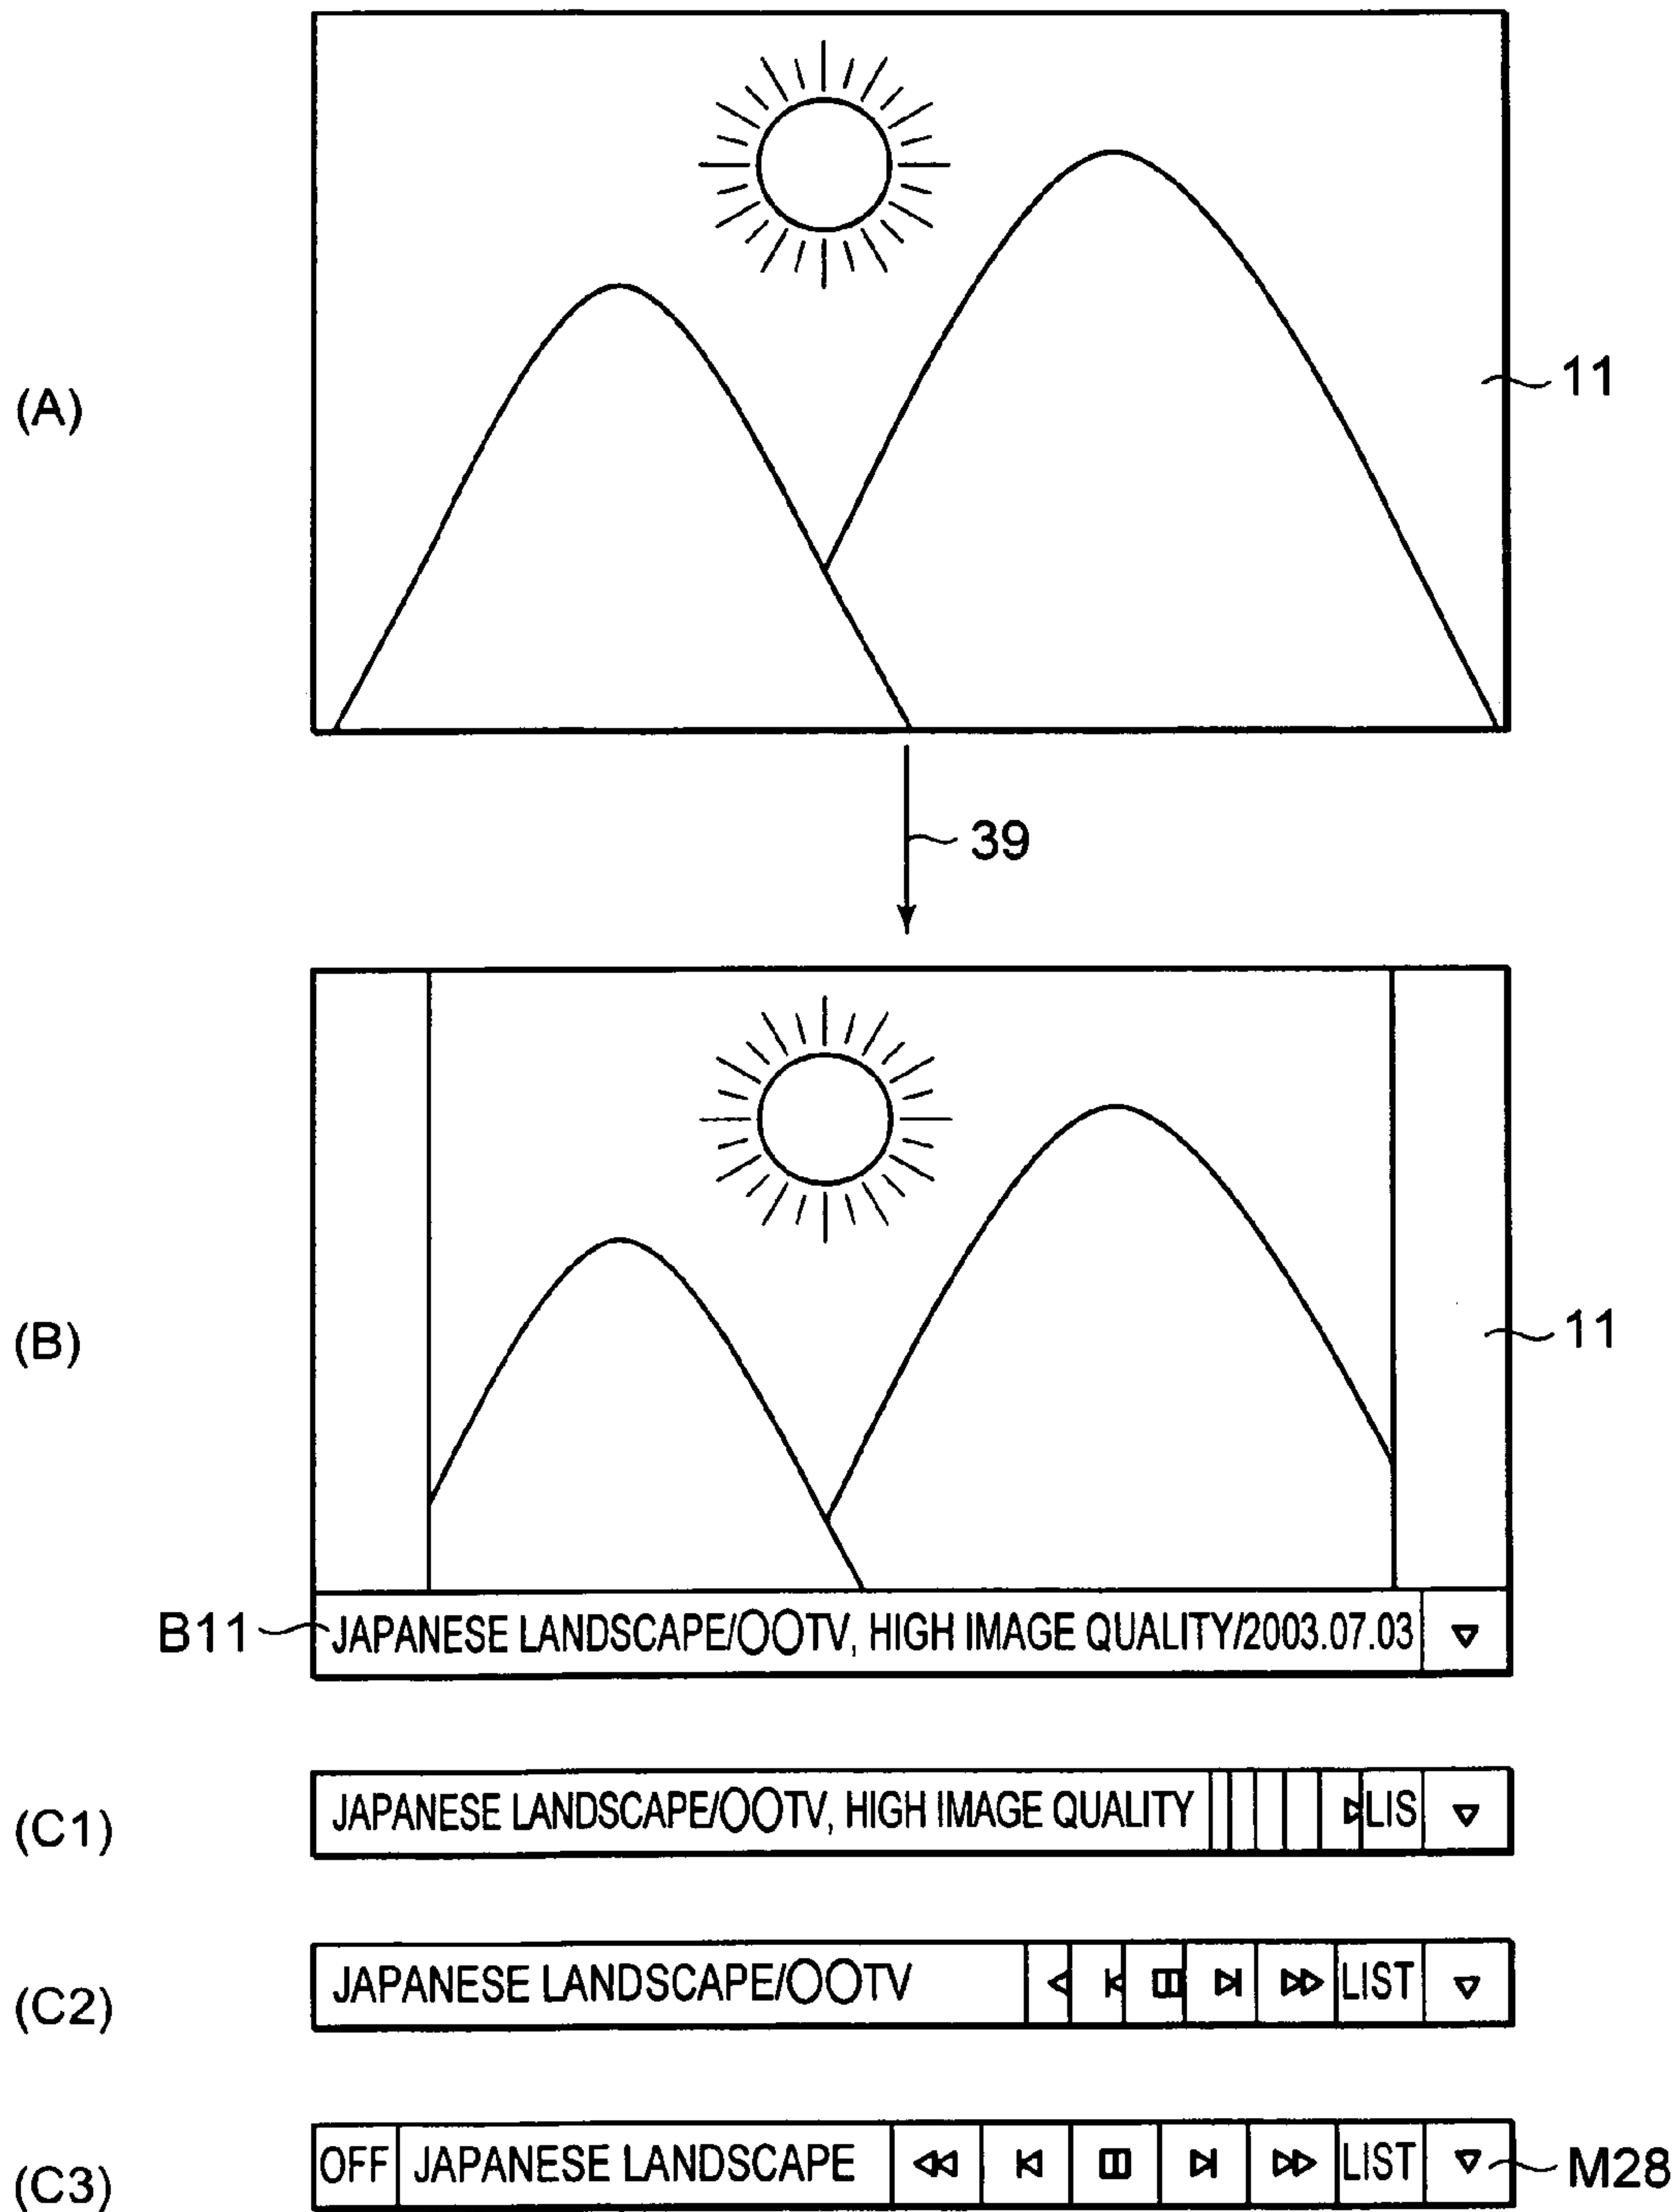 (A)
11
39
(B)
11
B11 JAPANESE LANDSCAPE/OOTV, HIGH IMAGE QUALITY/2003.07.03
(C1) JAPANESE LANDSCAPE/OOTV, HIGH IMAGE QUALITY LIS
(C2) JAPANESE LANDSCAPE/OOTV LIST
(C3) OFF JAPANESE LANDSCAPE LIST M28